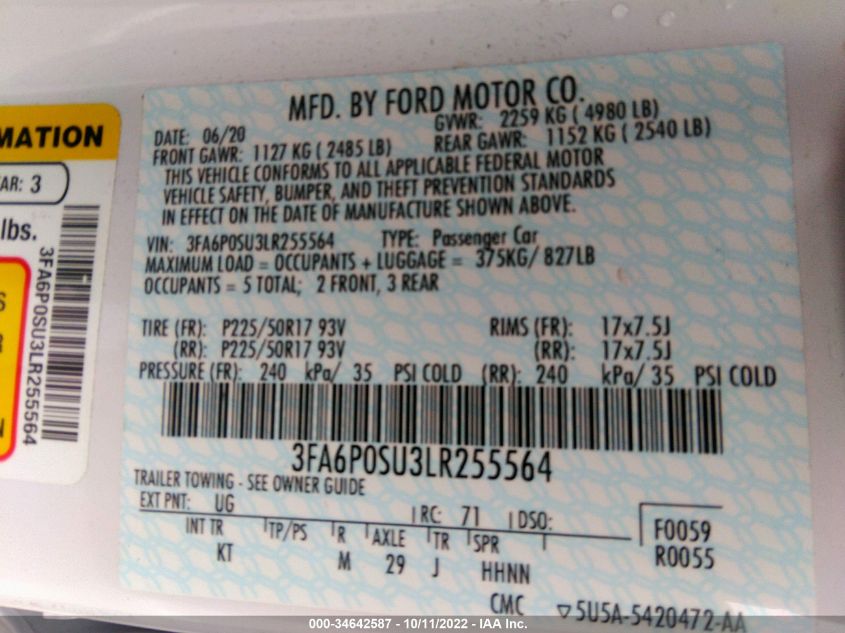 MFD. BY FORD MOTOR CO.
DATE: 06/20 GVWR: 2259 KG ( 4980 LB)
FRONT GAWR: 1127 KG ( 2485 LB) REAR GAWR: 1152 KG ( 2540 LB)
THIS VEHICLE CONFORMS TO ALL APPLICABLE FEDERAL MOTOR
VEHICLE SAFETY, BUMPER, AND THEFT PREVENTION STANDARDS
IN EFFECT ON THE DATE OF MANUFACTURE SHOWN ABOVE.
VIN: 3FA6P0SU3LR255564 TYPE: Passenger Car
MAXIMUM LOAD = OCCUPANTS + LUGGAGE = 375KG/ 827LB
OCCUPANTS = 5 TOTAL; 2 FRONT, 3 REAR
TIRE (FR): P225/50R17 93V RIMS (FR): 17x7.5J
(RR): P225/50R17 93V (RR): 17x7.5J
PRESSURE (FR): 240 kPa/ 35 PSI COLD (RR): 240 kPa/ 35 PSI COLD
3FA6P0SU3LR255564
TRAILER TOWING - SEE OWNER GUIDE
EXT PNT: UG RC: 71 DSO:
INT TR TP/PS R AXLE TR SPR
KT M 29 J HHNN
F0059
R0055
CMC 5U5A-5420472-AA
MATION
AR: 3
lbs.
3FA6P0SU3LR255564
000-34642587 - 10/11/2022 - IAA Inc.